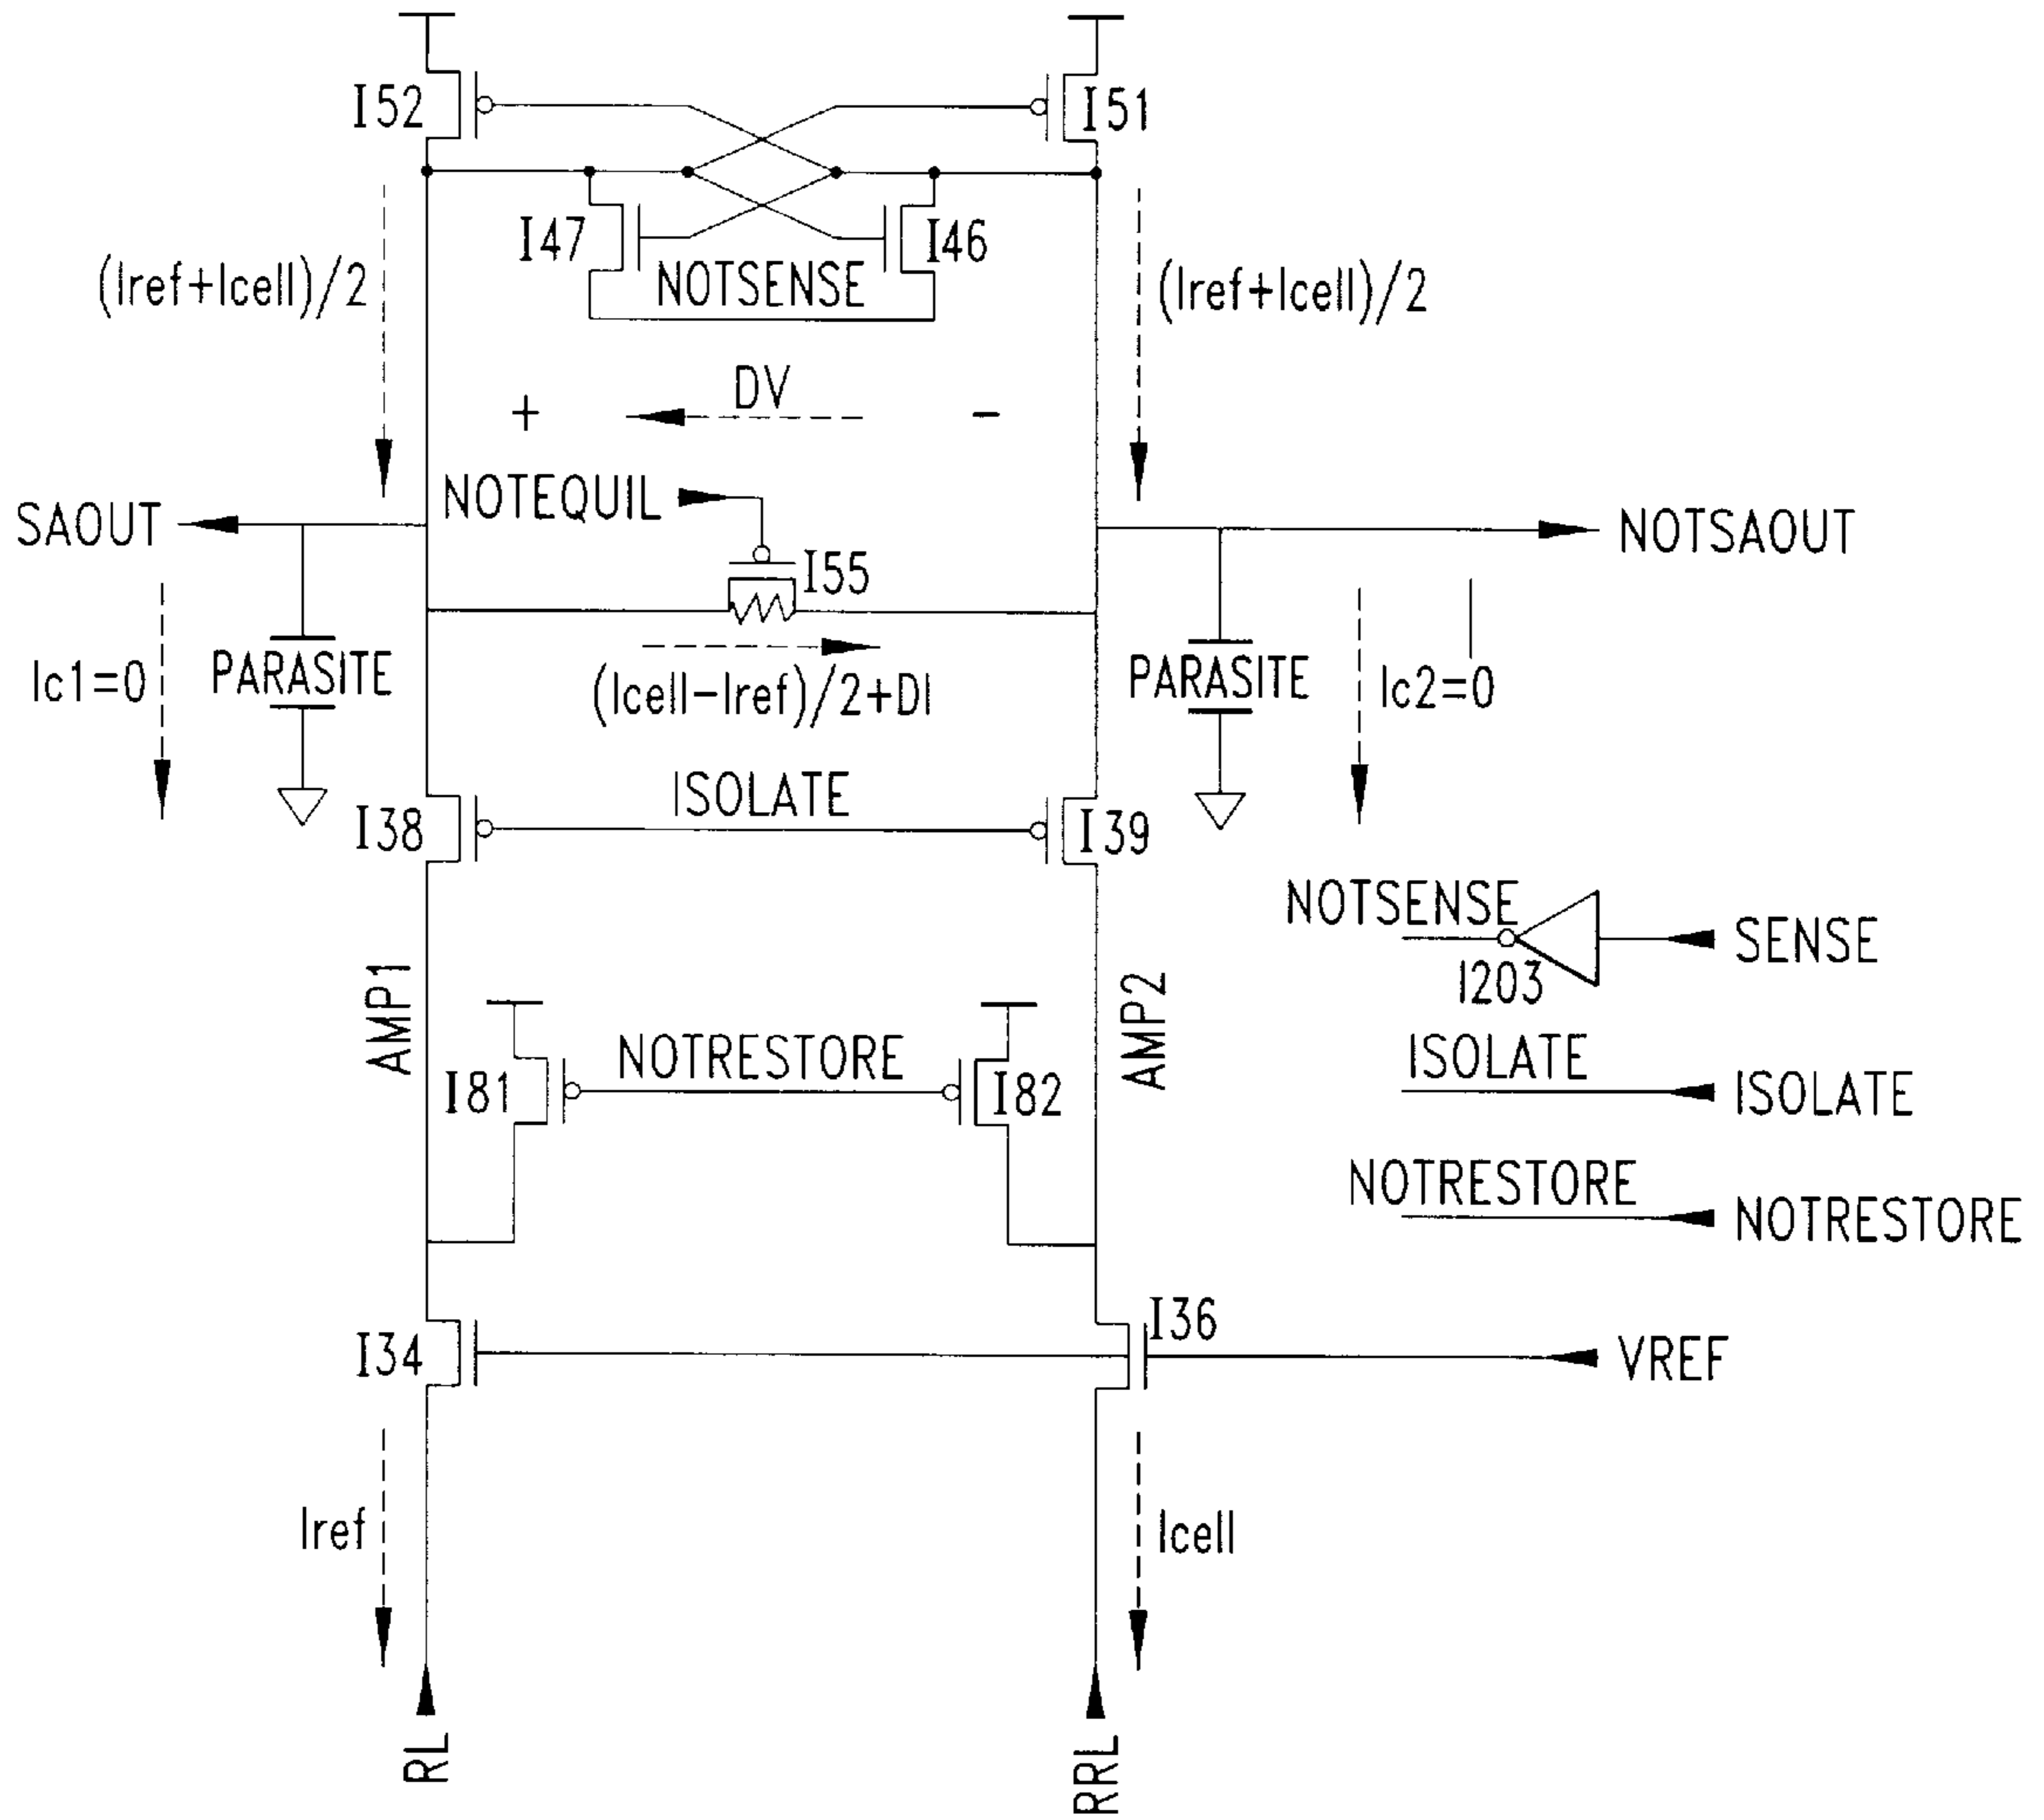 I52
I51
I47
I46
NOTSENSE
(Iref+Icell)/2
(Iref+Icell)/2
DV
+
-
NOTEQUIL
SAOUT
NOTSAOUT
I55
Ic1=0
PARASITE
(Icell-Iref)/2+DI
PARASITE
Ic2=0
ISOLATE
I38
I39
NOTSENSE
SENSE
I203
AMP1
AMP2
NOTRESTORE
I81
I82
ISOLATE
ISOLATE
NOTRESTORE
NOTRESTORE
I34
I36
VREF
Iref
Icell
RL
RRL